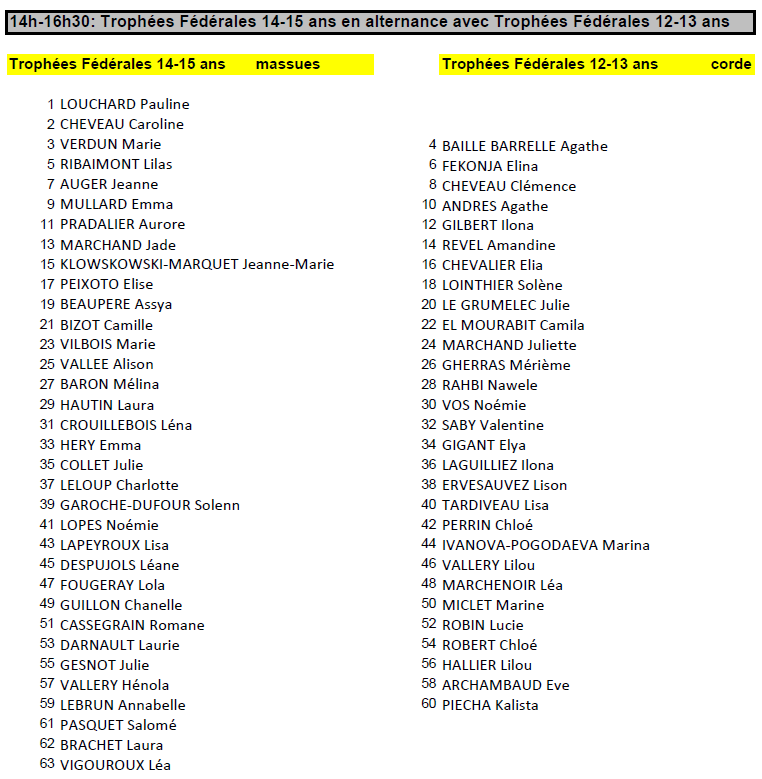 14h-16h30: Trophées Fédérales 14-15 ans en alternance avec Trophées Fédérales 12-13 ans
Trophées Fédérales 14-15 ans massues
1 LOUCHARD Pauline
2 CHEVEAU Caroline
3 VERDUN Marie
5 RIBAIMONT Lilas
7 AUGER Jeanne
9 MULLARD Emma
11 PRADALIER Aurore
13 MARCHAND Jade
15 KLOWSKOWSKI-MARQUET Jeanne-Marie
17 PEIXOTO Elise
19 BEAUPERE Assya
21 BIZOT Camille
23 VILBOIS Marie
25 VALLEE Alison
27 BARON Mélina
29 HAUTIN Laura
31 CROUILLEBOIS Léna
33 HERY Emma
35 COLLET Julie
37 LELOUP Charlotte
39 GAROCHE-DUFOUR Solenn
41 LOPES Noémie
43 LAPEYROUX Lisa
45 DESPUJOLS Léane
47 FOUGERAY Lola
49 GUILLON Chanelle
51 CASSEGRAIN Romane
53 DARNAULT Laurie
55 GESNOT Julie
57 VALLERY Hénola
59 LEBRUN Annabelle
61 PASQUET Salomé
62 BRACHET Laura
63 VIGOUROUX Léa
Trophées Fédérales 12-13 ans corde
4 BAILLE BARRELLE Agathe
6 FEKONJA Elina
8 CHEVEAU Clémence
10 ANDRES Agathe
12 GILBERT Ilona
14 REVEL Amandine
16 CHEVALIER Elia
18 LOINTHIER Solène
20 LE GRUMELEC Julie
22 EL MOURABIT Camila
24 MARCHAND Juliette
26 GHERRAS Mérième
28 RAHBI Nawele
30 VOS Noémie
32 SABY Valentine
34 GIGANT Elya
36 LAGUILLIEZ Ilona
38 ERVESAUVEZ Lison
40 TARDIVEAU Lisa
42 PERRIN Chloé
44 IVANOVA-POGODAEVA Marina
46 VALLERY Lilou
48 MARCHENOIR Léa
50 MICLET Marine
52 ROBIN Lucie
54 ROBERT Chloé
56 HALLIER Lilou
58 ARCHAMBAUD Eve
60 PIECHA Kalista